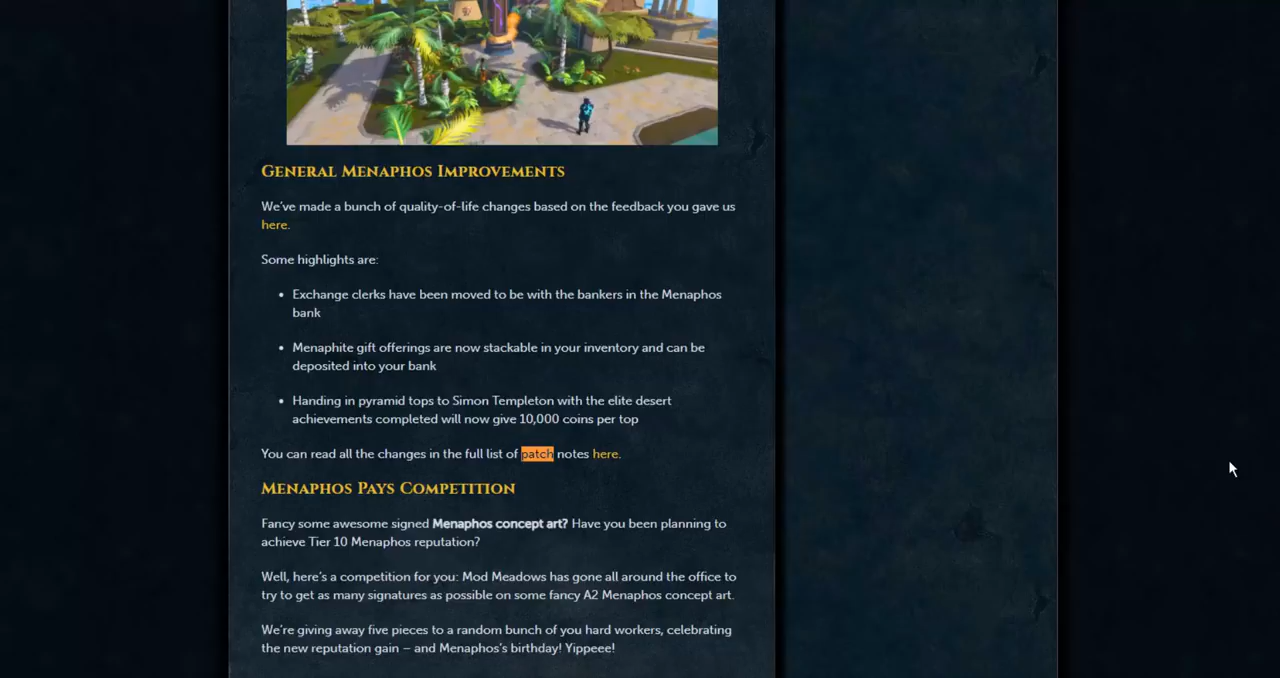 General Menaphos Improvements
We've made a bunch of quality-of-life changes based on the feedback you gave us
here.
Some highlights are:
• Exchange clerks have been moved to be with the bankers in the Menaphos
bank
• Menaphite gift offerings are now stackable in your inventory and can be
deposited into your bank
• Handing in pyramid tops to Simon Templeton with the elite desert
achievements completed will now give 10,000 coins per top
You can read all the changes in the full list of patch notes here.
Menaphos Pays Competition
Fancy some awesome signed Menaphos concept art? Have you been planning to
achieve Tier 10 Menaphos reputation?
Well, here's a competition for you: Mod Meadows has gone all around the office to
try to get as many signatures as possible on some fancy A2 Menaphos concept art.
We're giving away five pieces to a random bunch of you hard workers, celebrating
the new reputation gain – and Menaphos's birthday! Yippeee!